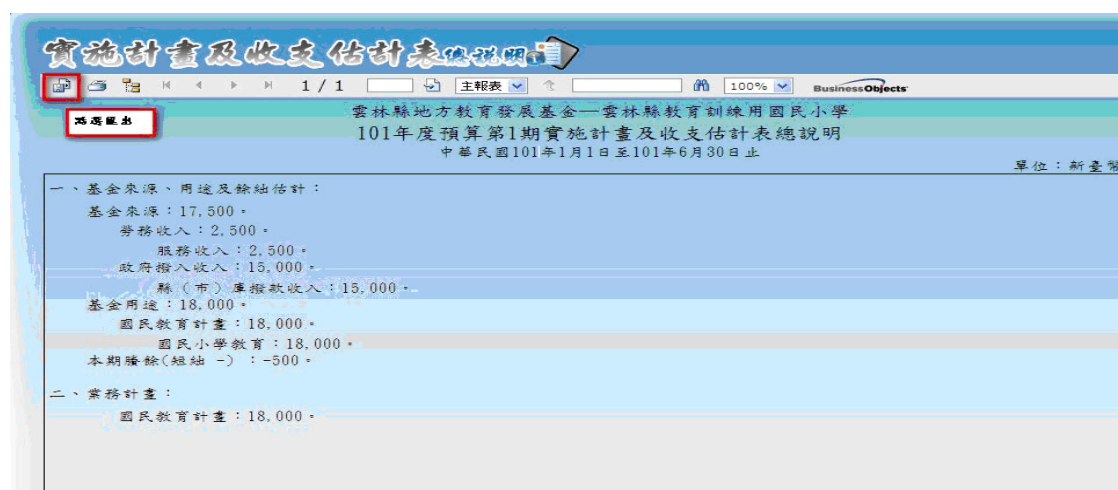 實施計畫及收支估計表總說明
1 / 1 主報表 100% BusinessObjects
點選匯出
雲林縣地方教育發展基金—雲林縣教育訓練用國民小學
101年度預算第1期實施計畫及收支估計表總說明
中華民國101年1月1日至101年6月30日止
單位：新臺幣
一、基金來源、用途及餘絀估計：
基金來源：17,500。
勞務收入：2,500。
服務收入：2,500。
政府撥入收入：15,000。
縣（市）庫撥款收入：15,000。
基金用途：18,000。
國民教育計畫：18,000。
國民小學教育：18,000。
本期賸餘(短絀 -) ：-500。
二、業務計畫：
國民教育計畫：18,000。